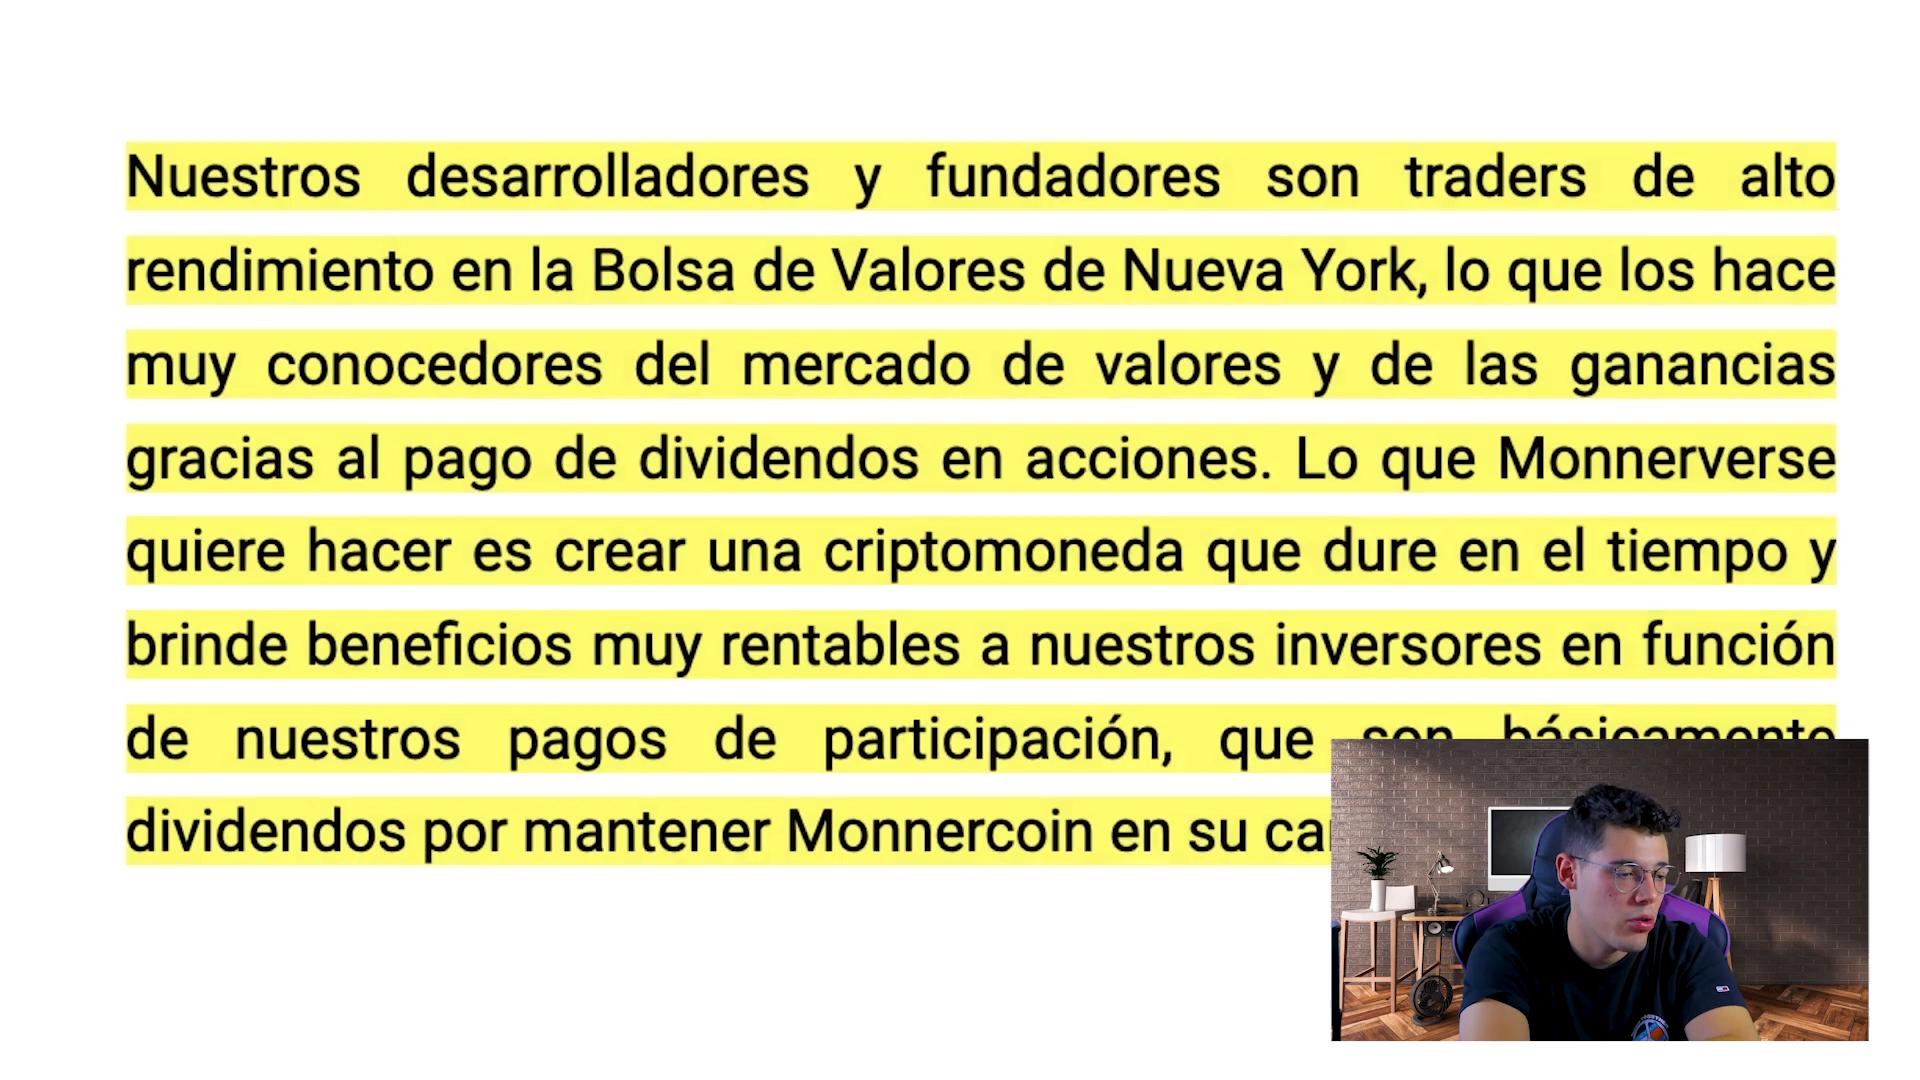 Nuestros desarrolladores y fundadores son traders de alto
rendimiento en la Bolsa de Valores de Nueva York, lo que los hace
muy conocedores del mercado de valores y de las ganancias
gracias al pago de dividendos en acciones. Lo que Monnerverse
quiere hacer es crear una criptomoneda que dure en el tiempo y
brinde beneficios muy rentables a nuestros inversores en función
de nuestros pagos de participación, que son básicamente
dividendos por mantener Monnercoin en su